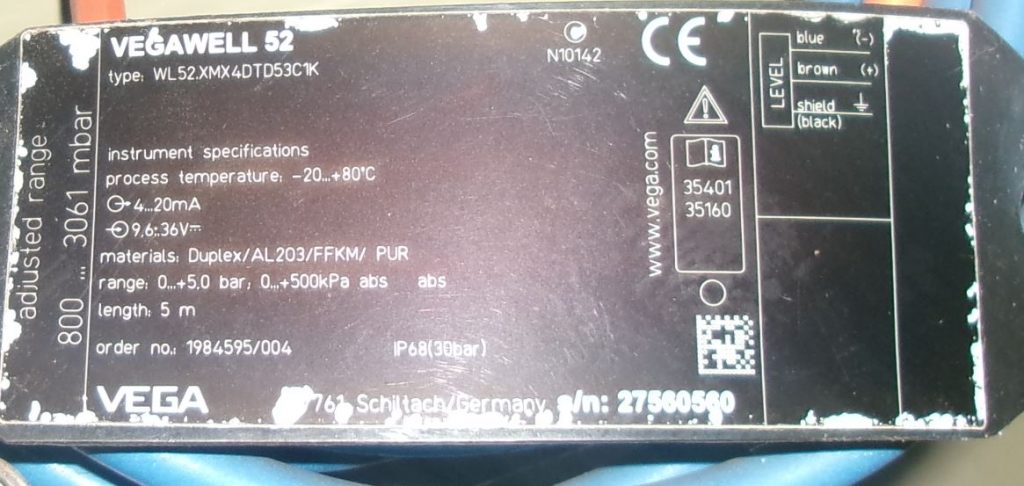 VEGAWELL 52
type: WL52.XMX4DTD53C1K
N10142
CE
LEVEL
blue (-)
brown (+)
shield
(black)
adjusted range
800 ... 3061 mbar
instrument specifications
process temperature: -20...+80°C
4...20mA
9,6...36V
materials: Duplex/AL203/FFKM/ PUR
range: 0...+5,0 bar; 0...+500kPa abs abs
length: 5 m
order no.: 1984595/004 IP68(30bar)
www.vega.com
35401
35160
VEGA
Schiltach/Germany s/n: 27560560